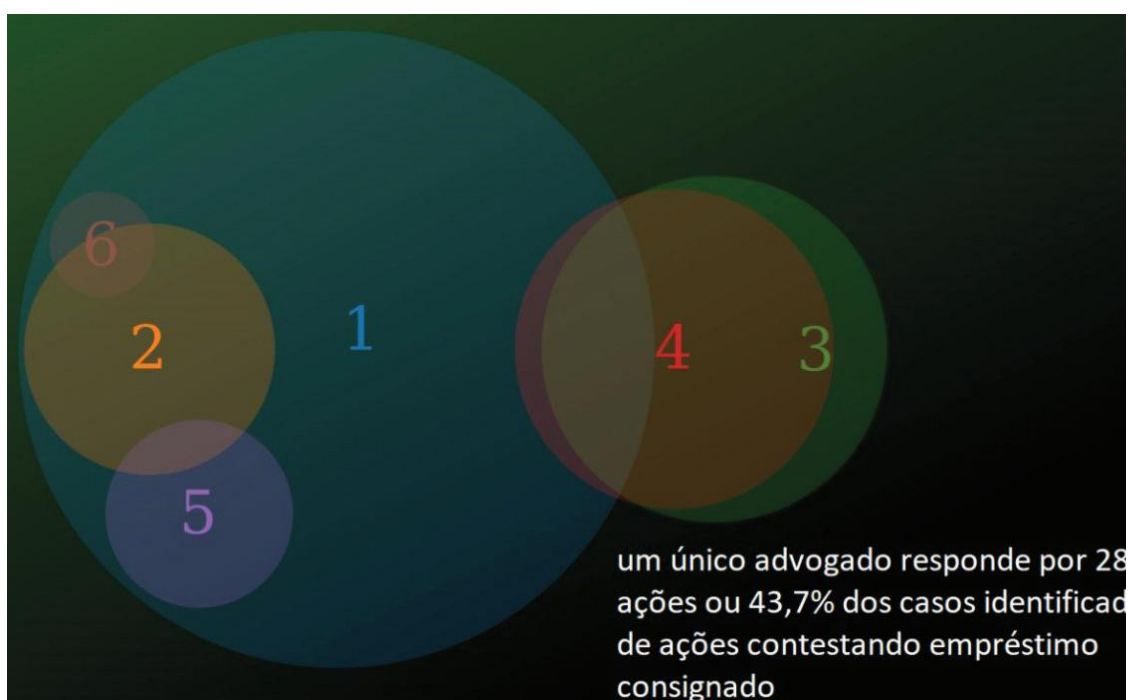 6
2
1
4
3
5
um único advogado responde por 28
ações ou 43,7% dos casos identificad
de ações contestando empréstimo
consignado